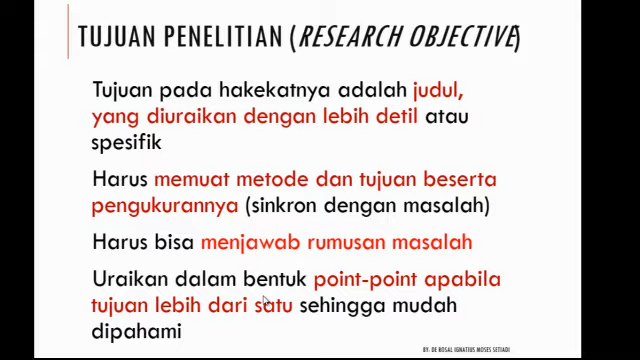 TUJUAN PENELITIAN (RESEARCH OBJECTIVE)
Tujuan pada hakekatnya adalah judul,
yang diuraikan dengan lebih detil atau
spesifik
Harus memuat metode dan tujuan beserta
pengukurannya (sinkron dengan masalah)
Harus bisa menjawab rumusan masalah
Uraikan dalam bentuk point-point apabila
tujuan lebih dari satu sehingga mudah
dipahami
BY: DE ROSAL IGNATIUS MOSES SETIADI